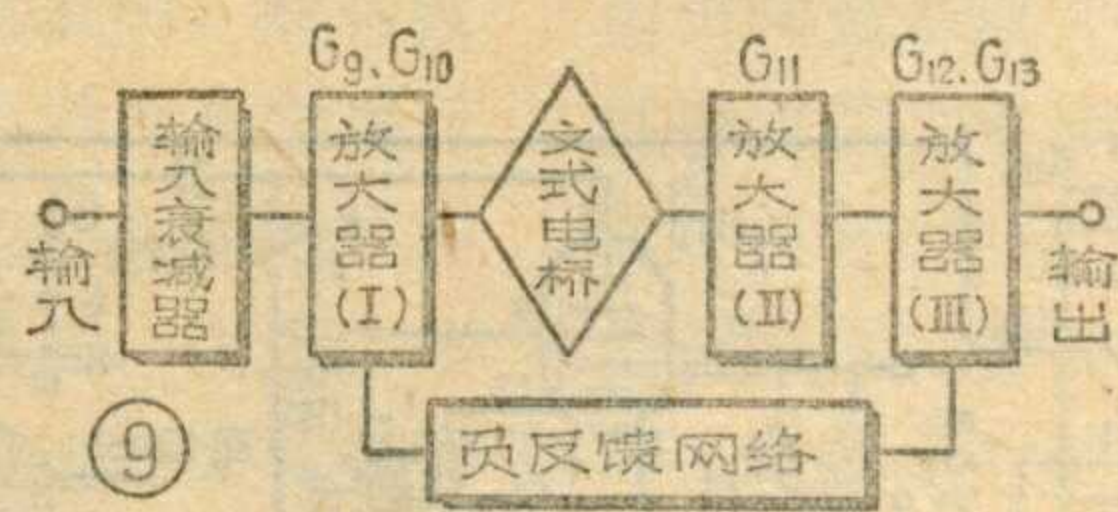 G₉、G₁₀
G₁₁
G₁₂、G₁₃
输入
输入衰减器
放大器(Ⅰ)
文式电桥
放大器(Ⅱ)
放大器(Ⅲ)
输出
负反馈网络
⑨